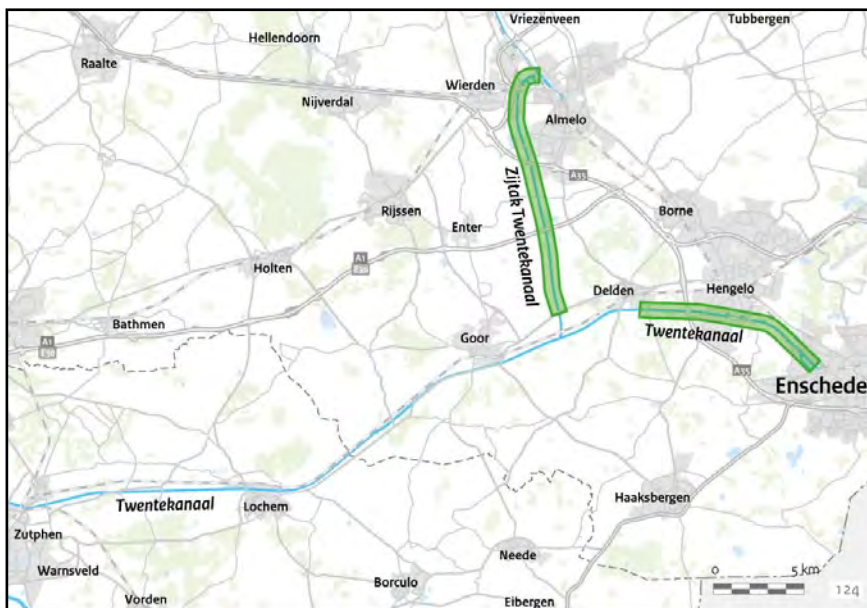 Vriezenveen
Tubbergen
Hellendoorn
Raalte
Wierden
Nijverdal
Almelo
A35
Zijtak Twentekanaal
Rijssen
Borne
Enter
A1
E30
Holten
Delden
Hengelo
Bathmen
A1
E30
Goor
Twentekanaal
A35
Enschede
Twentekanaal
Lochem
Haaksbergen
Zutphen
Neede
Warnsveld
Borculo
0 5 km
124
Vorden
Eibergen